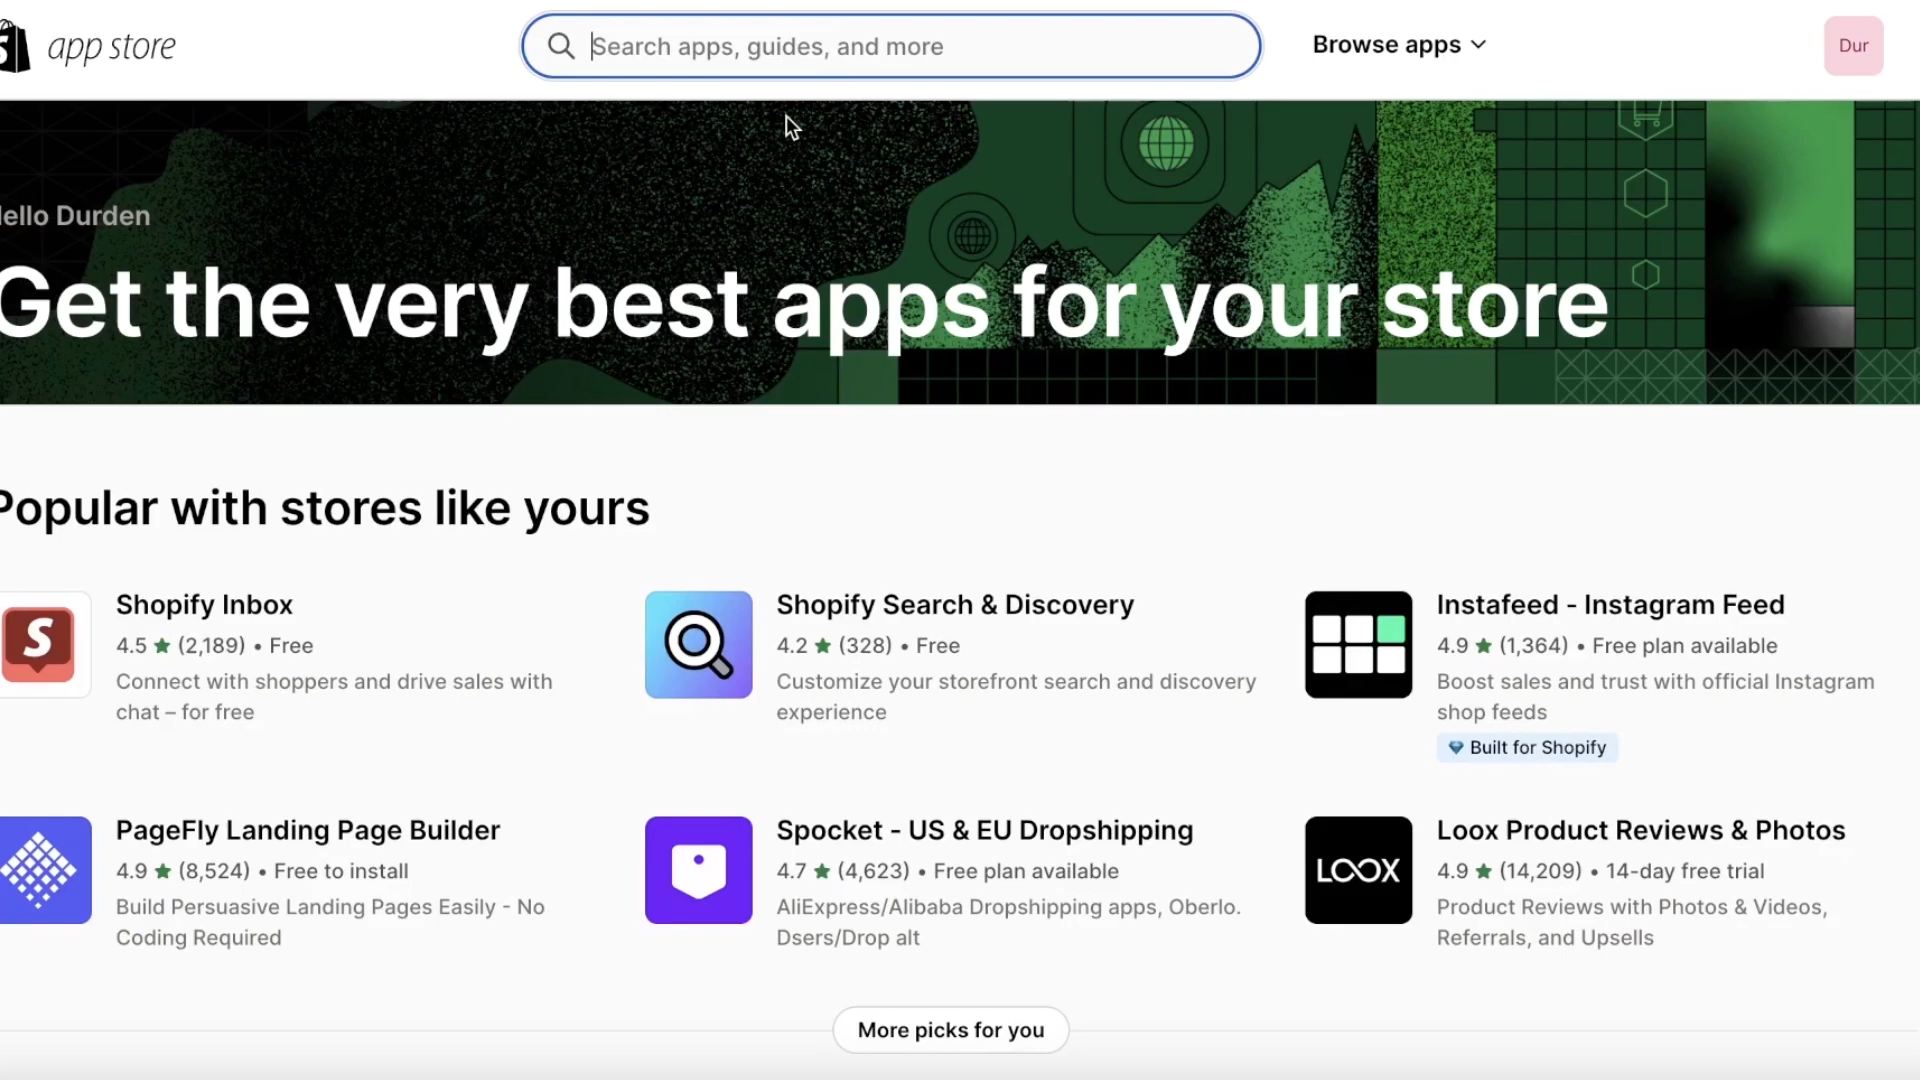 app store
Search apps, guides, and more
Browse apps
Dur
ello Durden
Get the very best apps for your store
Popular with stores like yours
Shopify Inbox
4.5 ★ (2,189) • Free
Connect with shoppers and drive sales with
chat – for free
Shopify Search & Discovery
4.2 ★ (328) • Free
Customize your storefront search and discovery
experience
Instafeed - Instagram Feed
4.9 ★ (1,364) • Free plan available
Boost sales and trust with official Instagram
shop feeds
Built for Shopify
PageFly Landing Page Builder
4.9 ★ (8,524) • Free to install
Build Persuasive Landing Pages Easily - No
Coding Required
Spocket - US & EU Dropshipping
4.7 ★ (4,623) • Free plan available
AliExpress/Alibaba Dropshipping apps, Oberlo.
Dsers/Drop alt
LOOX
Loox Product Reviews & Photos
4.9 ★ (14,209) • 14-day free trial
Product Reviews with Photos & Videos,
Referrals, and Upsells
More picks for you